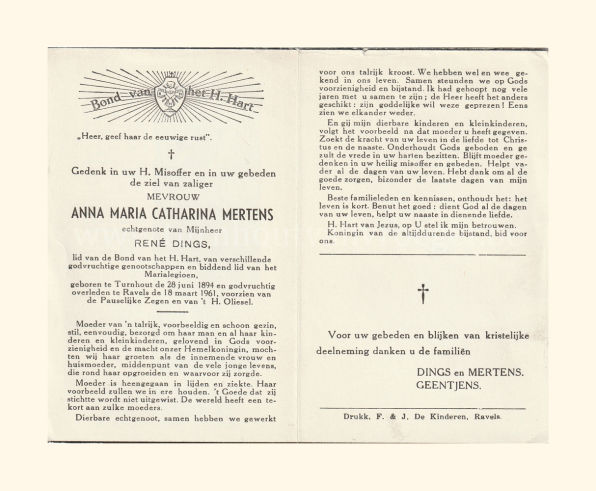 Bond van het H. Hart
„Heer, geef haar de eeuwige rust".
†
Gedenk in uw H. Misoffer en in uw gebeden
de ziel van zaliger
MEVROUW
ANNA MARIA CATHARINA MERTENS
echtgenote van Mijnheer
RENÉ DINGS,
lid van de Bond van het H. Hart, van verschillende
godvruchtige genootschappen en biddend lid van het
Marialegioen,
geboren te Turnhout de 28 juni 1894 en godvruchtig
overleden te Ravels de 18 maart 1961, voorzien van
de Pauselijke Zegen en van 't H. Oliesel.
Moeder van 'n talrijk, voorbeeldig en schoon gezin,
stil, eenvoudig, bezorgd om haar man en al haar kin-
deren en kleinkinderen, gelovend in Gods voor-
zienigheid en de macht onzer Hemelkoningin, moch-
ten wij haar groeten als de innemende vrouw en
huismoeder, middenpunt van de vele jonge levens,
die rond haar opgroeiden en waarvoor zij zorgde.
Moeder is heengegaan in lijden en ziekte. Haar
voorbeeld zullen we in ere houden. 't Goede dat zij
stichtte wordt niet uitgewist. De wereld heeft een te-
kort aan zulke moeders.
Dierbare echtgenoot, samen hebben we gewerkt
voor ons talrijk kroost. We hebben wel en wee ge-
kend in ons leven. Samen steunden we op Gods
voorzienigheid en bijstand. Ik had gehoopt nog vele
jaren met u samen te zijn; de Heer heeft het anders
geschikt: zijn goddelijke wil weze geprezen! Eens
zien we elkander weder.
En gij mijn dierbare kinderen en kleinkinderen,
volgt het voorbeeld na dat moeder u heeft gegeven.
Zoekt de kracht van uw leven in de liefde tot Chris-
tus en de naaste. Onderhoudt Gods geboden en ge
zult de vrede in uw harten bezitten. Blijft moeder ge-
denken in uw heilig misoffer en gebeden. Helpt va-
der al de dagen van uw leven. Hebt dank om al de
goede zorgen, bizonder de laatste dagen van mijn
leven.
Beste familieleden en kennissen, onthoudt het: het
leven is kort. Benut het goed: dient God al de dagen
van uw leven, helpt uw naaste in dienende liefde.
H. Hart van Jezus, op U stel ik mijn betrouwen.
Koningin van de altijddurende bijstand, bid voor
ons.
†
Voor uw gebeden en blijken van kristelijke
deelneming danken u de familiën
DINGS en MERTENS.
GEENTJENS.
Drukk. F. & J. De Kinderen, Ravels.